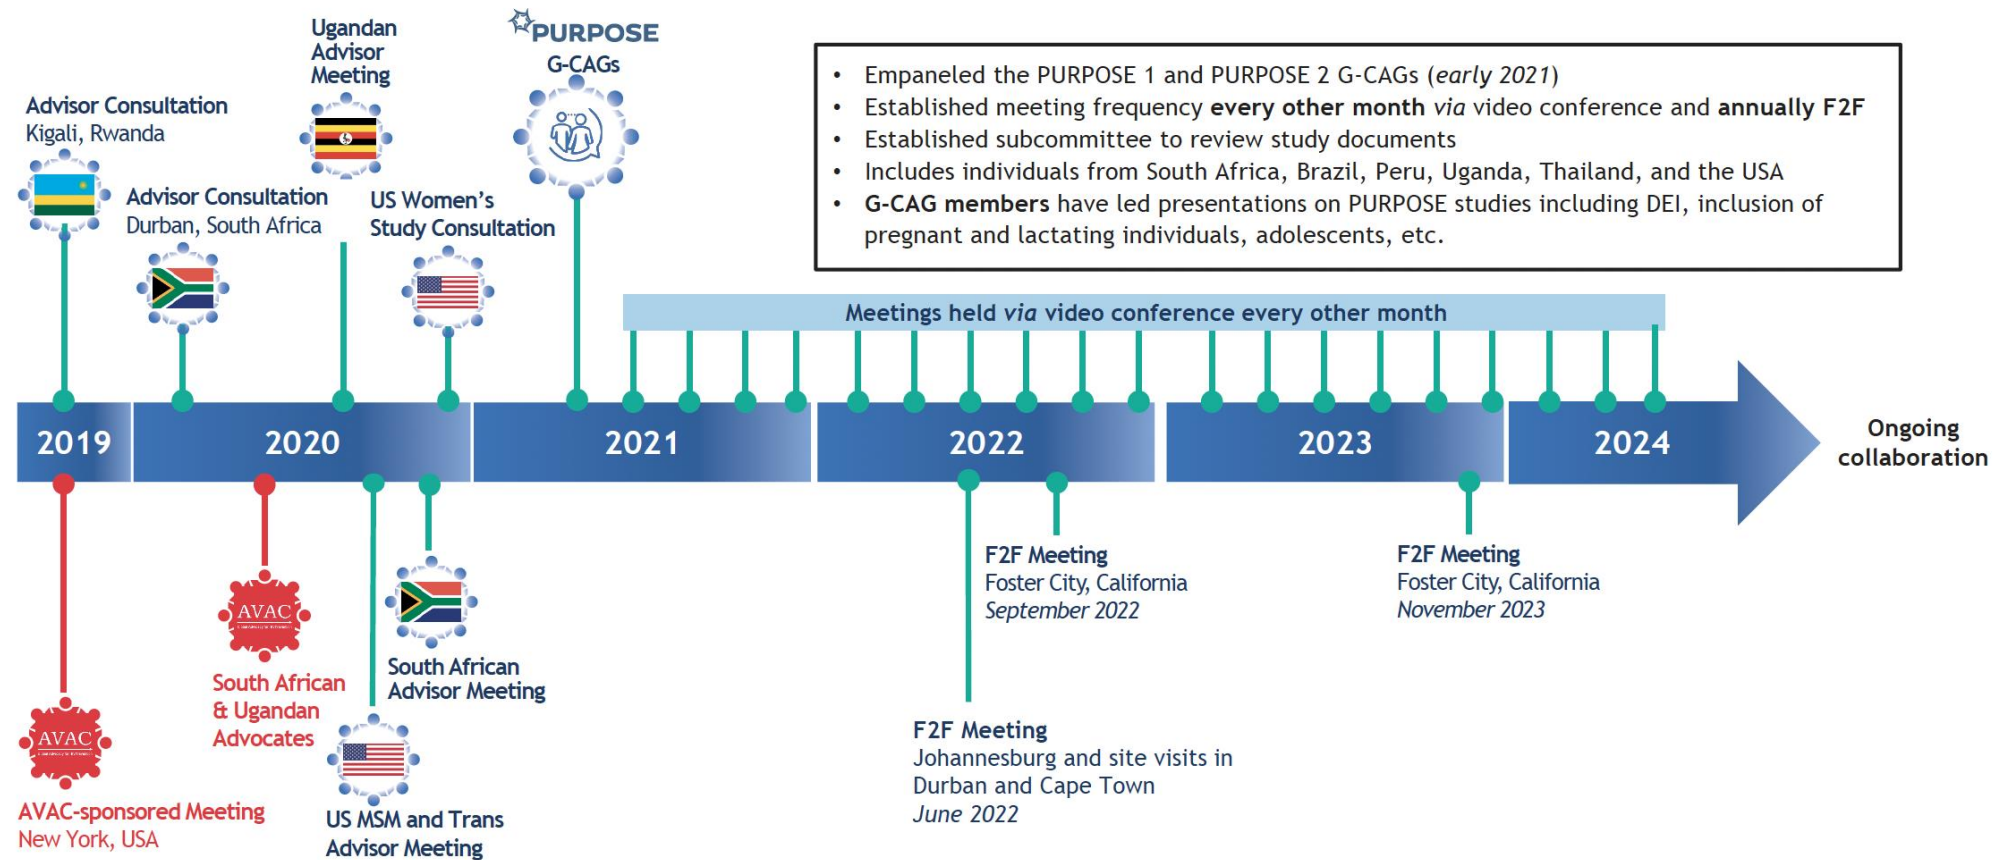 Advisor Consultation
Kigali, Rwanda
Advisor Consultation
Durban, South Africa
Ugandan
Advisor
Meeting
US Women's
Study Consultation
PURPOSE
G-CAGs
• Empaneled the PURPOSE 1 and PURPOSE 2 G-CAGs (early 2021)
• Established meeting frequency every other month via video conference and annually F2F
• Established subcommittee to review study documents
• Includes individuals from South Africa, Brazil, Peru, Uganda, Thailand, and the USA
• G-CAG members have led presentations on PURPOSE studies including DEI, inclusion of
pregnant and lactating individuals, adolescents, etc.
Meetings held via video conference every other month
2019
2020
2021
2022
2023
2024
Ongoing
collaboration
AVAC
AVAC-sponsored Meeting
New York, USA
AVAC
South African
& Ugandan
Advocates
US MSM and Trans
Advisor Meeting
South African
Advisor Meeting
F2F Meeting
Johannesburg and site visits in
Durban and Cape Town
June 2022
F2F Meeting
Foster City, California
September 2022
F2F Meeting
Foster City, California
November 2023